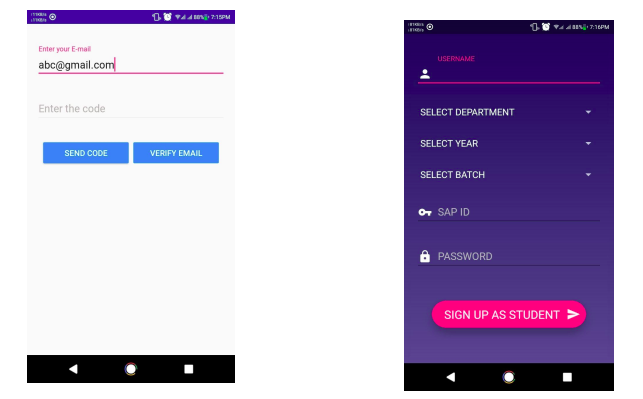 88% 7:15PM
Enter your E-mail
abc@gmail.com
Enter the code
SEND CODE
VERIFY EMAIL
88% 7:16PM
USERNAME
SELECT DEPARTMENT
SELECT YEAR
SELECT BATCH
SAP ID
PASSWORD
SIGN UP AS STUDENT